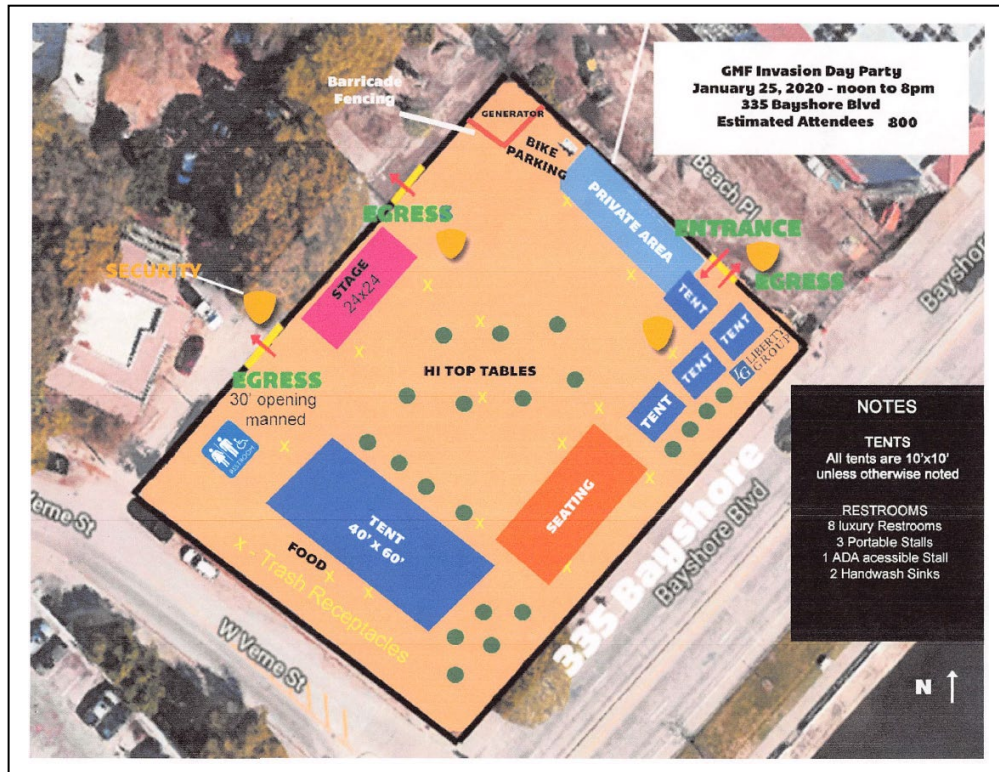 GMF Invasion Day Party
January 25, 2020 - noon to 8pm
335 Bayshore Blvd
Estimated Attendees 800
Barricade
Fencing
GENERATOR
BIKE
PARKING
PRIVATE AREA
Beach Pl
ENTRANCE
EGRESS
Bayshore
EGRESS
SECURITY
STAGE
24x24
TENT
TENT
TENT
TENT
LG LIBERTY
GROUP
HI TOP TABLES
EGRESS
30' opening
manned
RESTROOM
TENT
40' X 60'
SEATING
FOOD
x - Trash Receptacles
335 Bayshore
Bayshore Blvd
W Verne St
Verne St
NOTES
TENTS
All tents are 10'x10'
unless otherwise noted
RESTROOMS
8 luxury Restrooms
3 Portable Stalls
1 ADA acessible Stall
2 Handwash Sinks
N